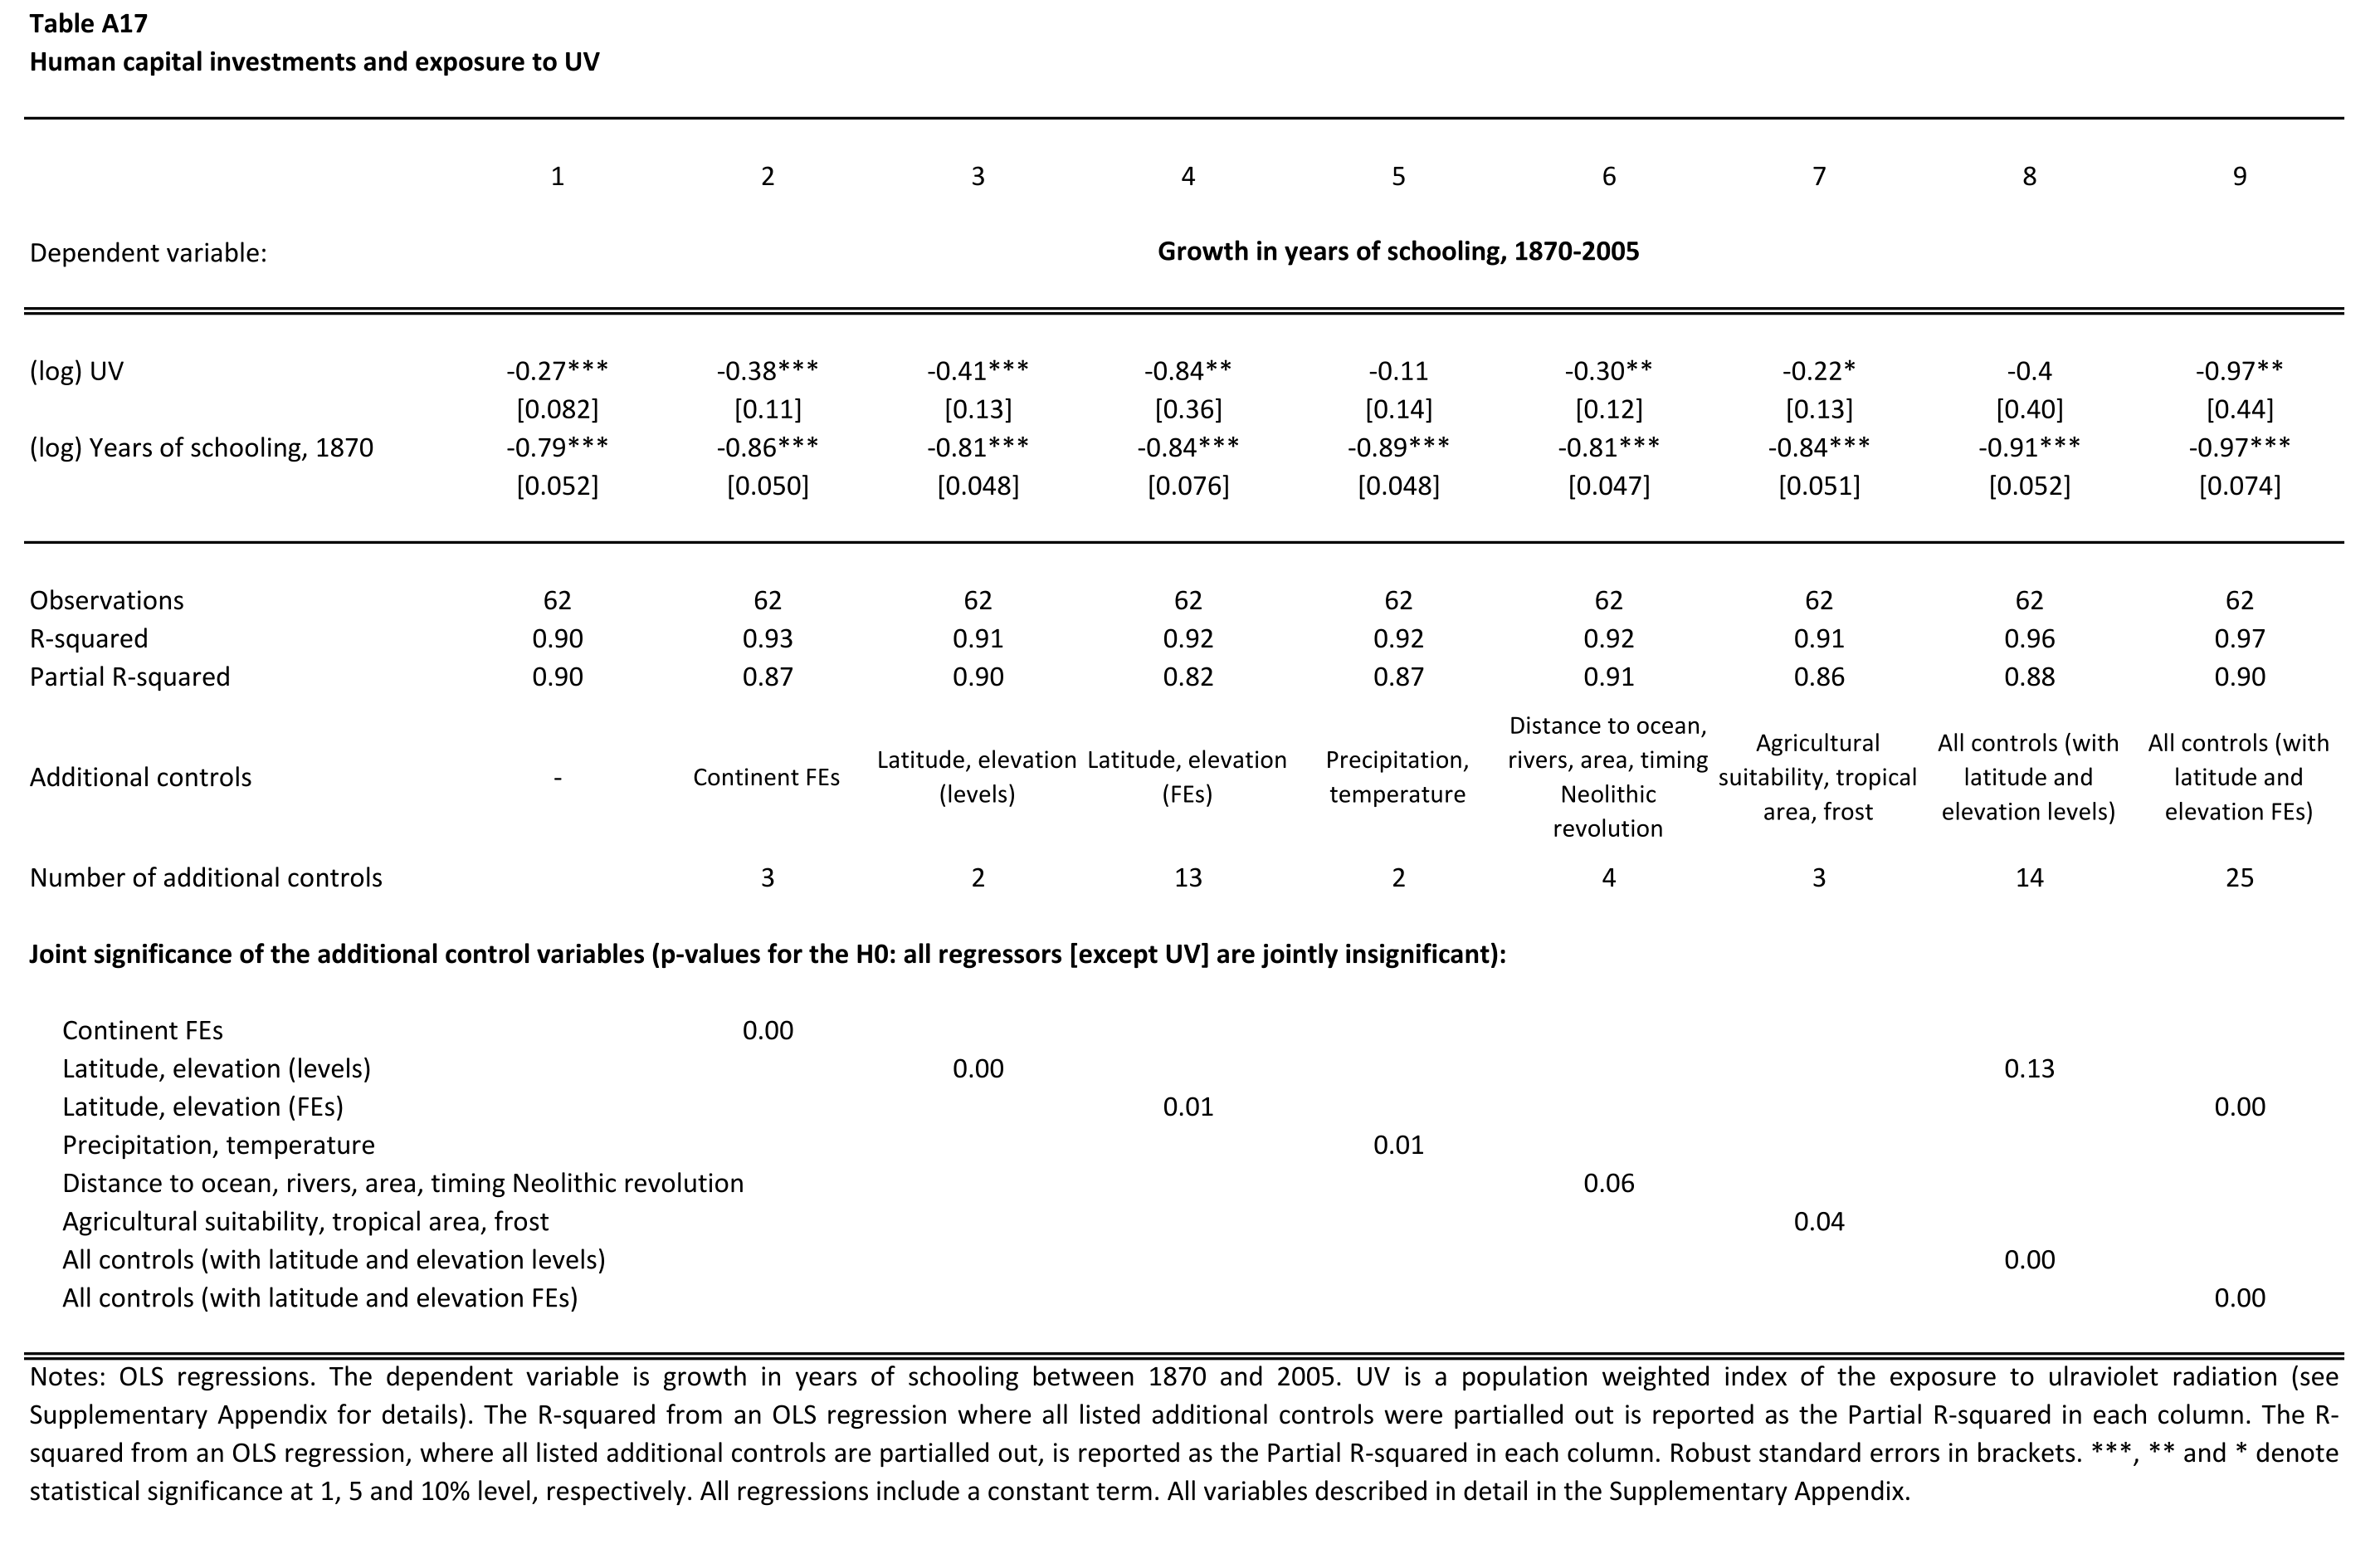 Table A17
Human capital investments and exposure to UV
1 2 3 4 5 6 7 8 9
Dependent variable: Growth in years of schooling, 1870-2005
(log) UV -0.27*** -0.38*** -0.41*** -0.84** -0.11 -0.30** -0.22* -0.4 -0.97**
[0.082] [0.11] [0.13] [0.36] [0.14] [0.12] [0.13] [0.40] [0.44]
(log) Years of schooling, 1870 -0.79*** -0.86*** -0.81*** -0.84*** -0.89*** -0.81*** -0.84*** -0.91*** -0.97***
[0.052] [0.050] [0.048] [0.076] [0.048] [0.047] [0.051] [0.052] [0.074]
Observations 62 62 62 62 62 62 62 62 62
R-squared 0.90 0.93 0.91 0.92 0.92 0.92 0.91 0.96 0.97
Partial R-squared 0.90 0.87 0.90 0.82 0.87 0.91 0.86 0.88 0.90
Additional controls
-
Continent FEs
Latitude, elevation
(levels)
Latitude, elevation
(FEs)
Precipitation,
temperature
Distance to ocean,
rivers, area, timing
Neolithic
revolution
Agricultural
suitability, tropical
area, frost
All controls (with
latitude and
elevation levels)
All controls (with
latitude and
elevation FEs)
Number of additional controls 3 2 13 2 4 3 14 25
Joint significance of the additional control variables (p-values for the H0: all regressors [except UV] are jointly insignificant):
Continent FEs 0.00
Latitude, elevation (levels) 0.00 0.13
Latitude, elevation (FEs) 0.01 0.00
Precipitation, temperature 0.01
Distance to ocean, rivers, area, timing Neolithic revolution 0.06
Agricultural suitability, tropical area, frost 0.04
All controls (with latitude and elevation levels) 0.00
All controls (with latitude and elevation FEs) 0.00
Notes: OLS regressions. The dependent variable is growth in years of schooling between 1870 and 2005. UV is a population weighted index of the exposure to ulraviolet radiation (see
Supplementary Appendix for details). The R-squared from an OLS regression where all listed additional controls were partialled out is reported as the Partial R-squared in each column. The R-
squared from an OLS regression, where all listed additional controls are partialled out, is reported as the Partial R-squared in each column. Robust standard errors in brackets. ***, ** and * denote
statistical significance at 1, 5 and 10% level, respectively. All regressions include a constant term. All variables described in detail in the Supplementary Appendix.